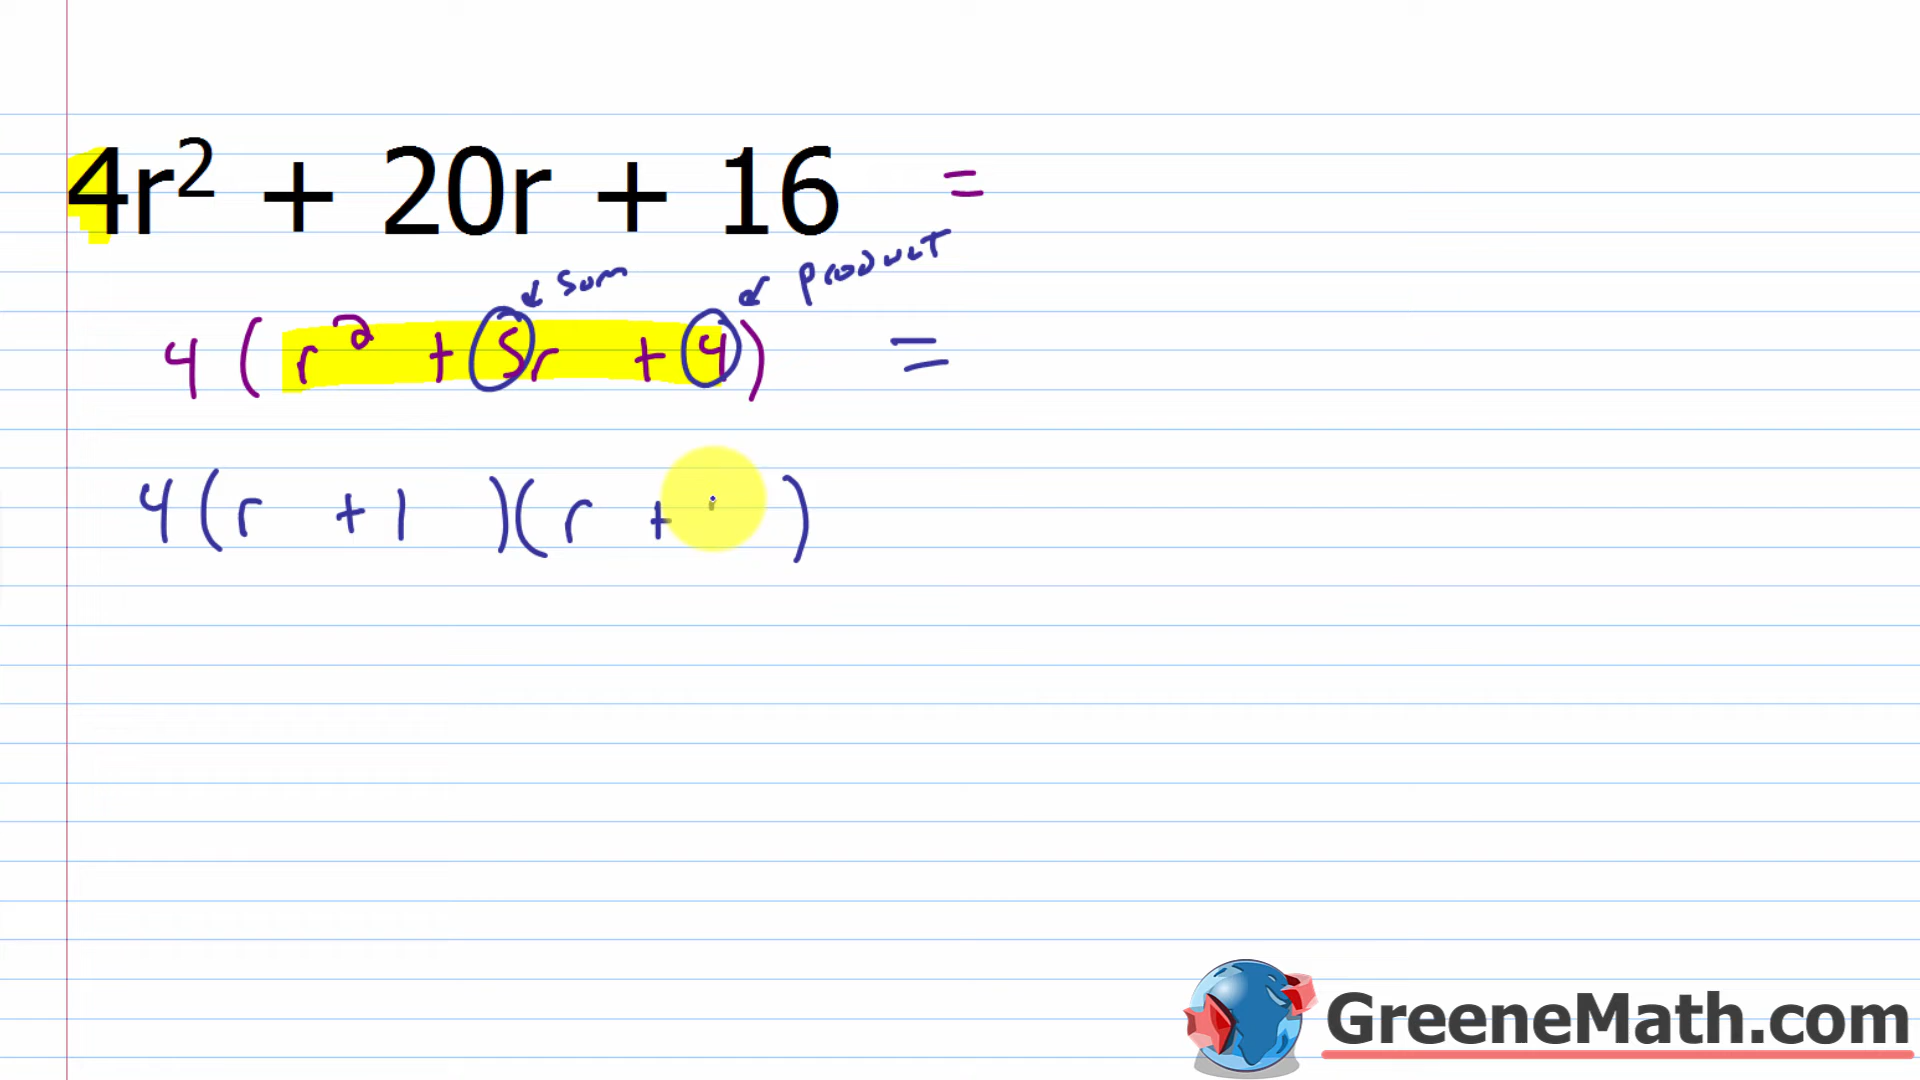 4r² + 20r + 16 =
sum product
4 ( r² + 5r + 4 ) =
4 ( r + 1 ) ( r + )
GreeneMath.com